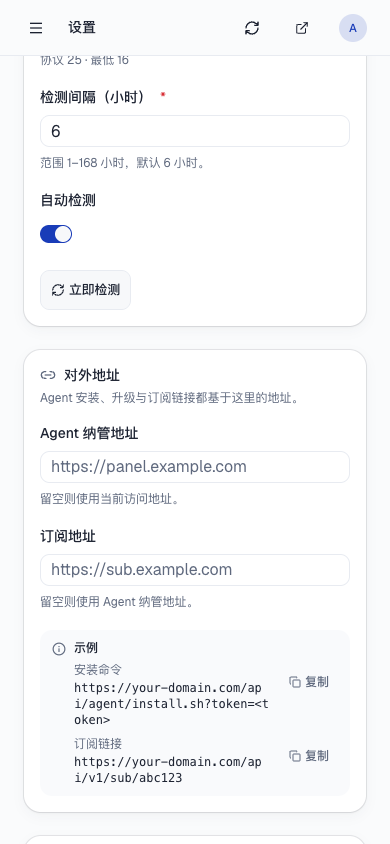 设置
A
协议 25 · 最低 16
检测间隔（小时） *
6
范围 1–168 小时，默认 6 小时。
自动检测
立即检测
对外地址
Agent 安装、升级与订阅链接都基于这里的地址。
Agent 纳管地址
https://panel.example.com
留空则使用当前访问地址。
订阅地址
https://sub.example.com
留空则使用 Agent 纳管地址。
示例
安装命令
https://your-domain.com/ap
i/agent/install.sh?token=<t
oken>
复制
订阅链接
https://your-domain.com/ap
i/v1/sub/abc123
复制